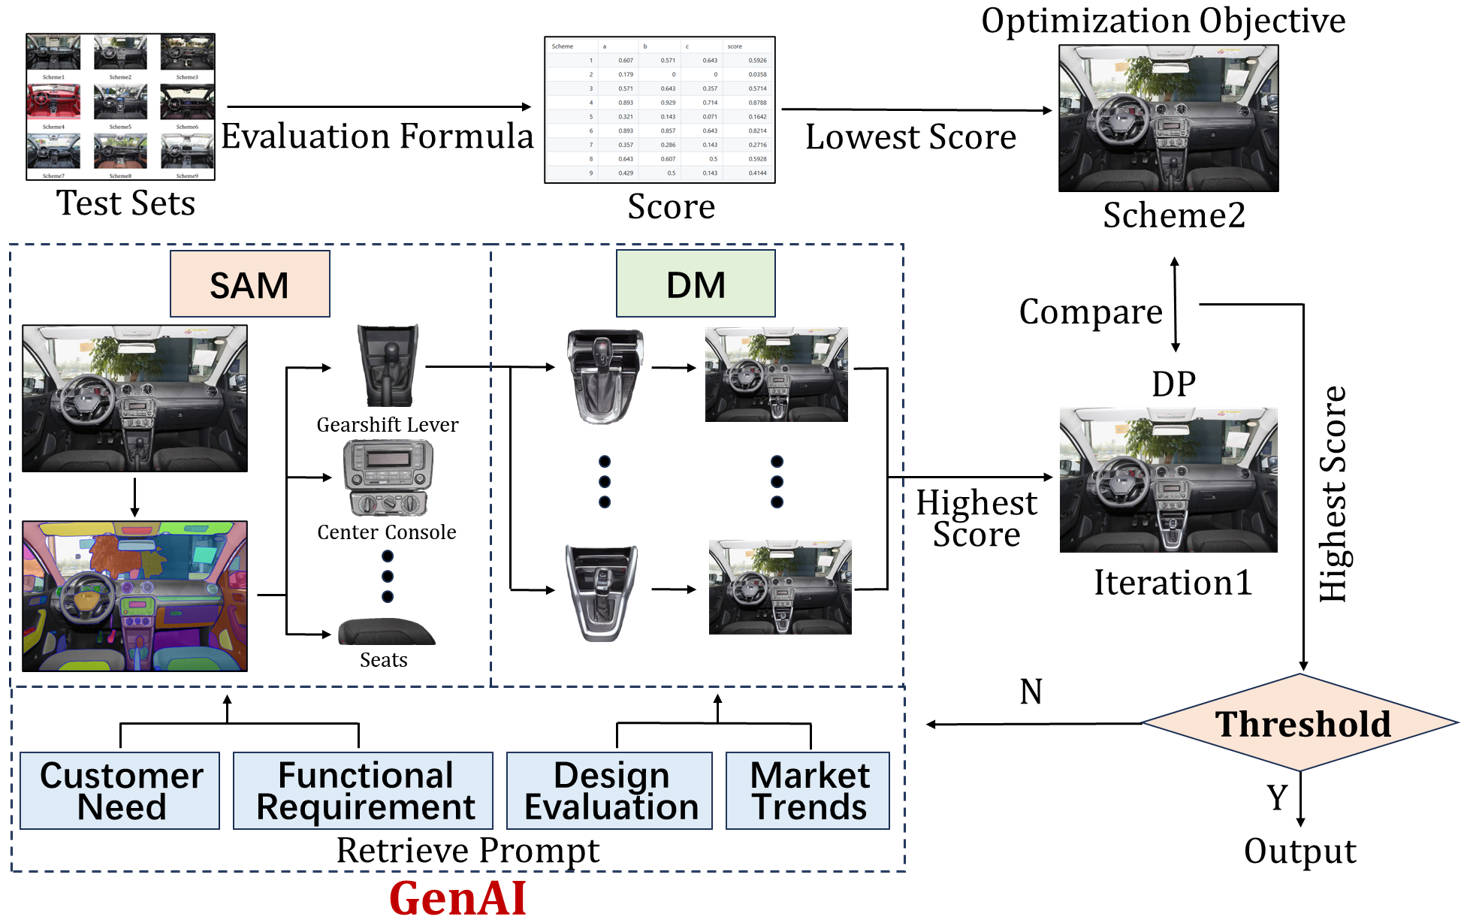 Optimization Objective
Scheme1 Scheme2 Scheme3
Scheme4 Scheme5 Scheme6
Scheme7 Scheme8 Scheme9
Test Sets
Evaluation Formula
Scheme a b c score
1 0.607 0.571 0.643 0.5926
2 0.179 0 0 0.0358
3 0.571 0.643 0.357 0.5714
4 0.893 0.929 0.714 0.8788
5 0.321 0.143 0.071 0.1642
6 0.893 0.857 0.643 0.8214
7 0.357 0.286 0.143 0.2716
8 0.643 0.607 0.5 0.5928
9 0.429 0.5 0.143 0.4144
Score
Lowest Score
Scheme2
SAM
DM
Gearshift Lever
Center Console
Seats
Highest
Score
Compare
DP
Iteration1
Highest Score
Threshold
N
Y
Output
Customer
Need
Functional
Requirement
Design
Evaluation
Market
Trends
Retrieve Prompt
GenAI